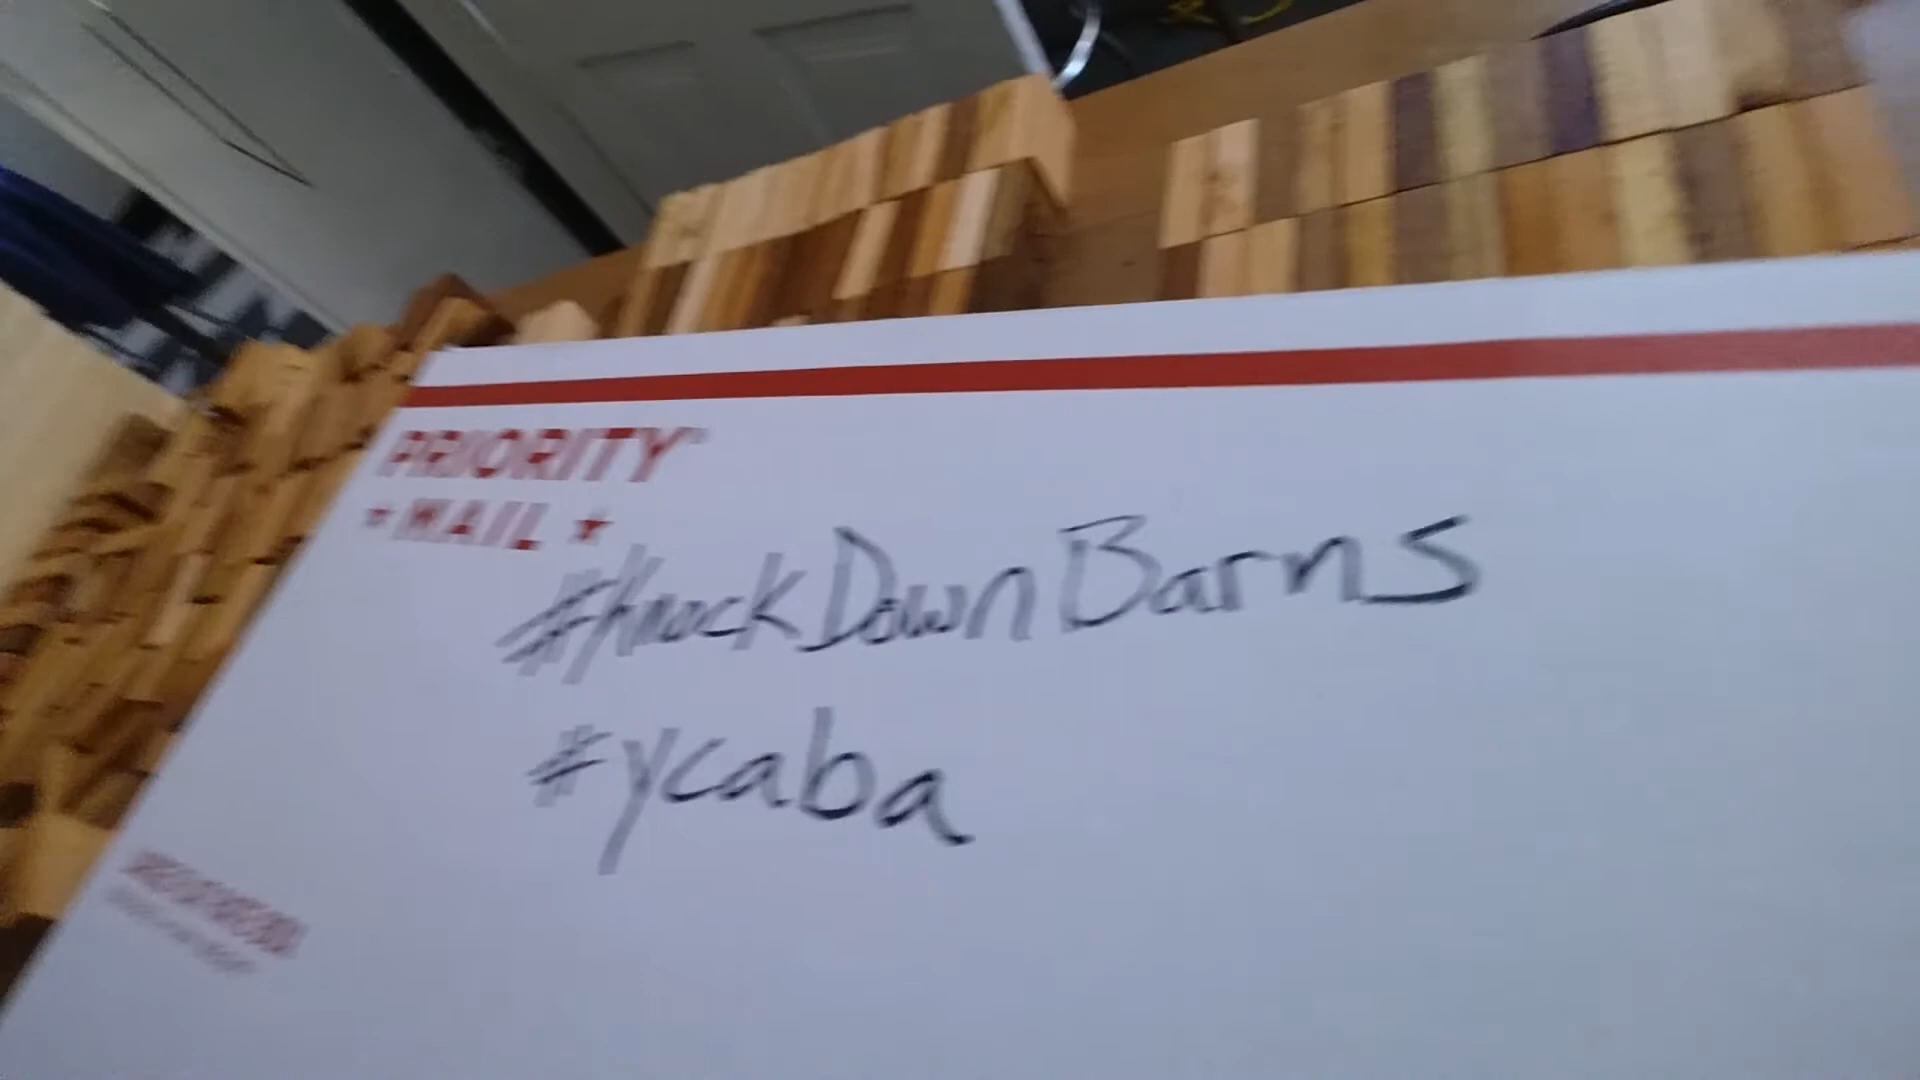 PRIORITY
★ MAIL ★
#KnockDownBarns
#ycaba